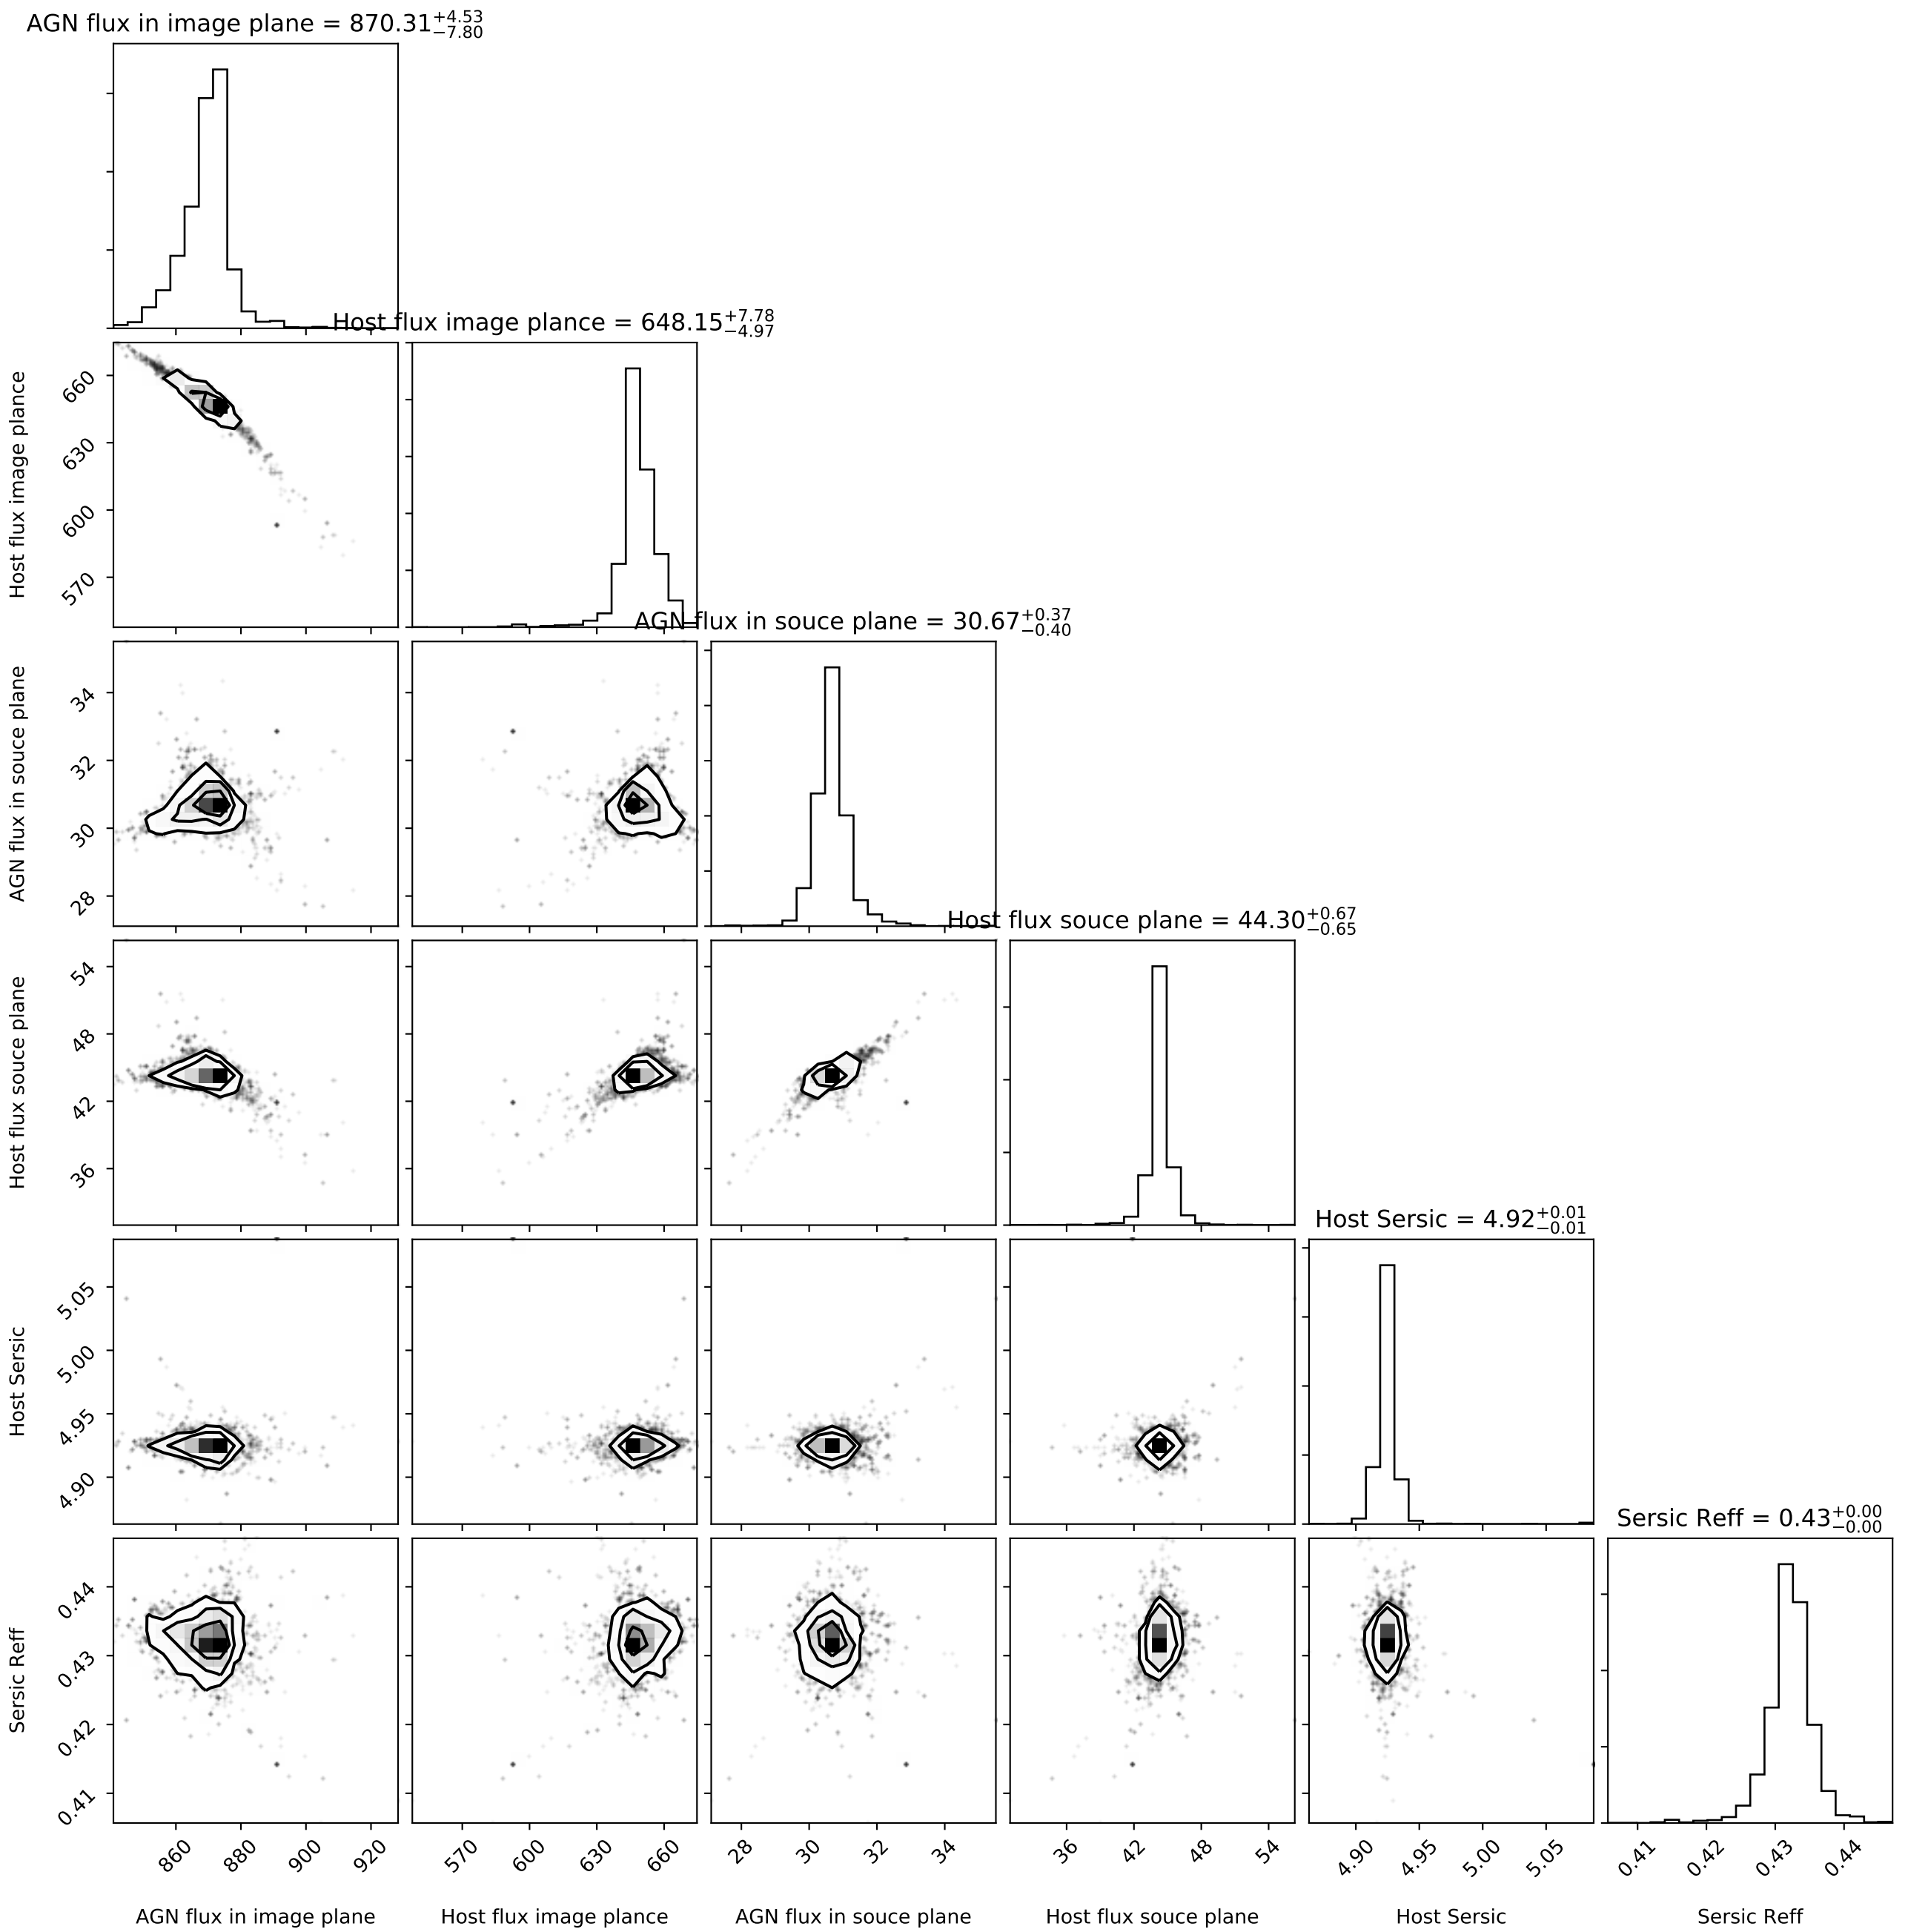 AGN flux in image plane = 870.31+4.53 −7.80
Host flux image plance = 648.15+7.78 −4.97
660
630
600
570
Host flux image plance
AGN flux in souce plane = 30.67+0.37 −0.40
34
32
30
28
AGN flux in souce plane
Host flux souce plane = 44.30+0.67 −0.65
54
48
42
36
Host flux souce plane
Host Sersic = 4.92+0.01 −0.01
5.05
5.00
4.95
4.90
Host Sersic
Sersic Reff = 0.43+0.00 −0.00
0.44
0.43
0.42
0.41
Sersic Reff
860 880 900 920 570 600 630 660 28 30 32 34 36 42 48 54 4.90 4.95 5.00 5.05 0.41 0.42 0.43 0.44
AGN flux in image plane Host flux image plance AGN flux in souce plane Host flux souce plane Host Sersic Sersic Reff